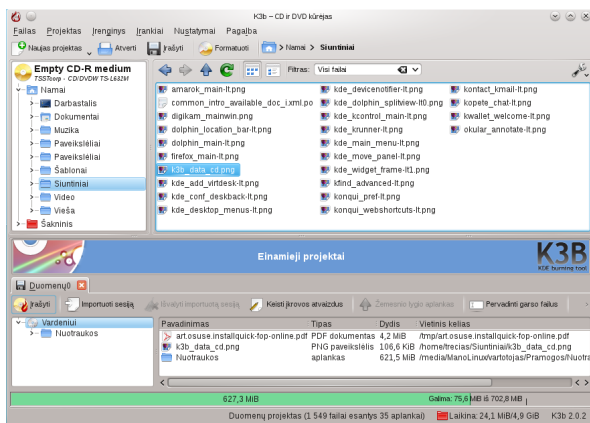 K3b – CD ir DVD kūrėjas
Failas Projektas Įrenginys Įrankiai Nustatymai Pagalba
Naujas projektas Atverti Įrašyti Formatuoti > Namai > Siuntiniai
Empty CD-R medium
TSSTcorp - CD/DVDW TS-L632M
Filtras: Visi failai
Namai
Darbastalis
Dokumentai
Muzika
Paveikslėliai
Paveikslėliai
Šablonai
Siuntiniai
Video
Vieša
Šakninis
amarok_main-lt.png
common_intro_available_doc_ixml.po
digikam_mainwin.png
dolphin_location_bar-lt.png
dolphin_main-lt.png
firefox_main-lt.png
k3b_data_cd.png
kde_add_virtdesk-lt.png
kde_conf_deskback-lt.png
kde_desktop_menus-lt.png
kde_devicenotifier-lt.png
kde_dolphin_splitview-lt0.png
kde_kcontrol_main-lt.png
kde_krunner-lt.png
kde_main_menu-lt.png
kde_move_panel-lt.png
kde_widget_frame-lt1.png
kfind_advanced-lt.png
konqui_pref-lt.png
konqui_webshortcuts-lt.png
kontact_kmail-lt.png
kopete_chat-lt.png
kwallet_welcome-lt.png
okular_annotate-lt.png
Einamieji projektai
K3B
KDE burning tool
Duomenų0
Įrašyti Importuoti sesiją Išvalyti importuotą sesiją Keisti įkrovos atvaizdus Žemesnio lygio aplankas Pervadinti garso failus
Vardeniui
Nuotraukos
Pavadinimas Tipas Dydis Vietinis kelias
art.osuse.installquick-fop-online.pdf PDF dokumentas 4,2 MiB /tmp/art.osuse.installquick-fop-online.pdf
k3b_data_cd.png PNG paveikslėlis 106,6 KiB /home/trecias/Siuntiniai/k3b_data_cd.png
Nuotraukos aplankas 621,5 MiB /media/ManoLinux/vartotojas/Pramogos/Nuotra
627,3 MiB Galima: 75,6 MiB iš 702,8 MiB
Duomenų projektas (1 549 failai esantys 35 aplankai) Laikina: 24,1 MiB/4,9 GiB K3b 2.0.2